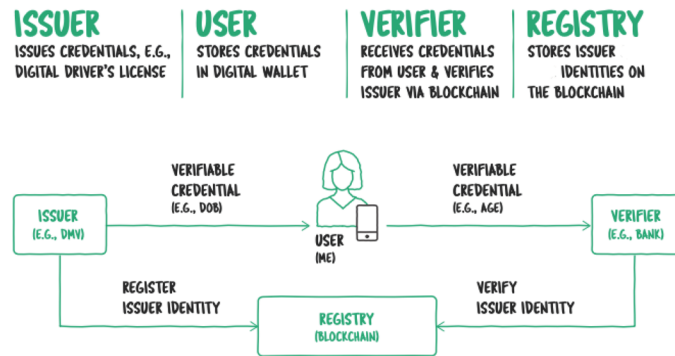 ISSUER
ISSUES CREDENTIALS, E.G.,
DIGITAL DRIVER'S LICENSE
USER
STORES CREDENTIALS
IN DIGITAL WALLET
VERIFIER
RECEIVES CREDENTIALS
FROM USER & VERIFIES
ISSUER VIA BLOCKCHAIN
REGISTRY
STORES ISSUER
IDENTITIES ON
THE BLOCKCHAIN
VERIFIABLE
CREDENTIAL
(E.G., DOB)
VERIFIABLE
CREDENTIAL
(E.G., AGE)
ISSUER
(E.G., DMV)
USER
(ME)
VERIFIER
(E.G., BANK)
REGISTER
ISSUER IDENTITY
VERIFY
ISSUER IDENTITY
REGISTRY
(BLOCKCHAIN)